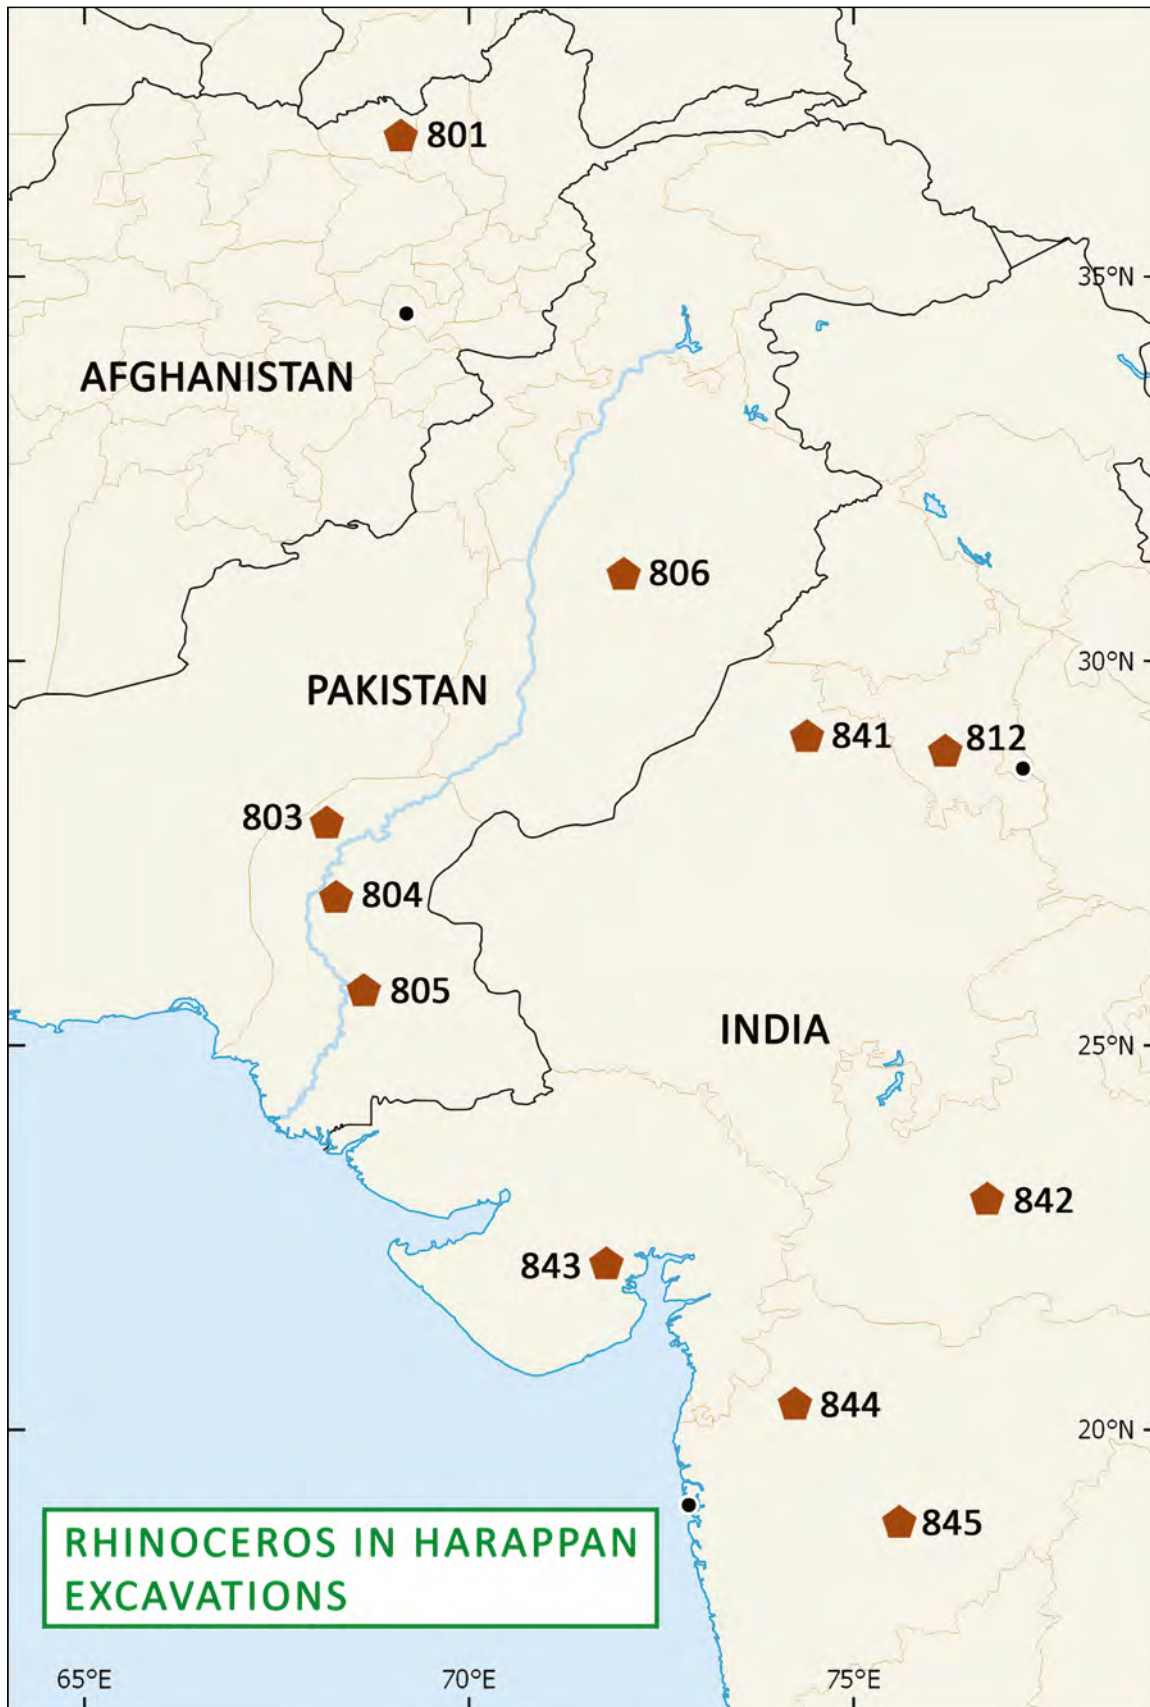 801
35°N
AFGHANISTAN
806
30°N
PAKISTAN
841
812
803
804
805
INDIA
25°N
842
843
844
20°N
845
RHINOCEROS IN HARAPPAN
EXCAVATIONS
65°E
70°E
75°E